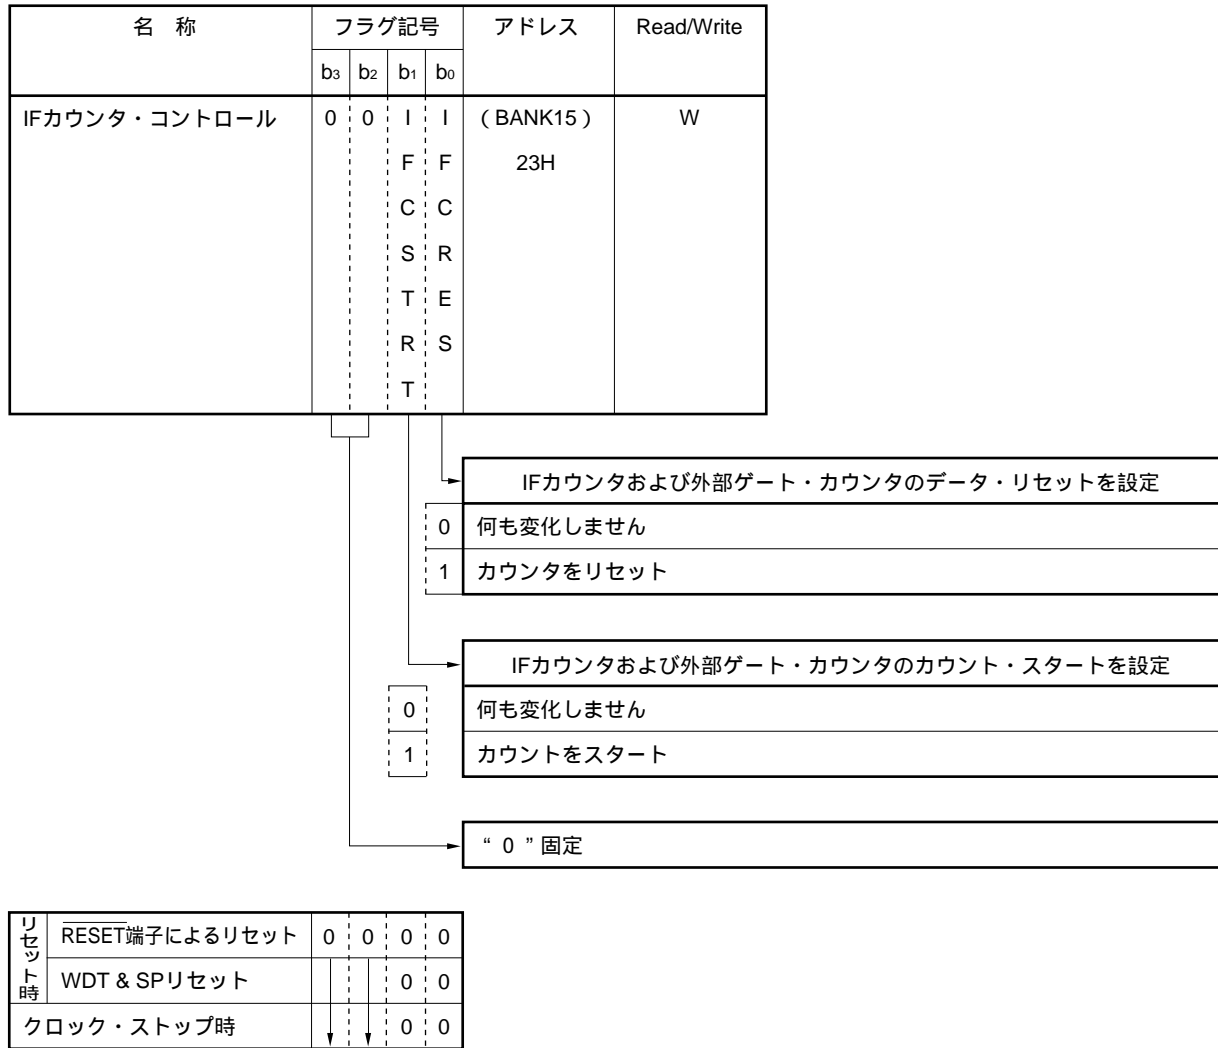 名　称 フラグ記号 アドレス Read/Write
b3 b2 b1 b0
IFカウンタ・コントロール 0 0 I I （BANK15） W
F F 23H
C C
S R
T E
R S
T
IFカウンタおよび外部ゲート・カウンタのデータ・リセットを設定
0 何も変化しません
1 カウンタをリセット
IFカウンタおよび外部ゲート・カウンタのカウント・スタートを設定
0 何も変化しません
1 カウントをスタート
“0”固定
リセット時
RESET端子によるリセット 0 0 0 0
WDT & SPリセット 0 0
クロック・ストップ時 0 0